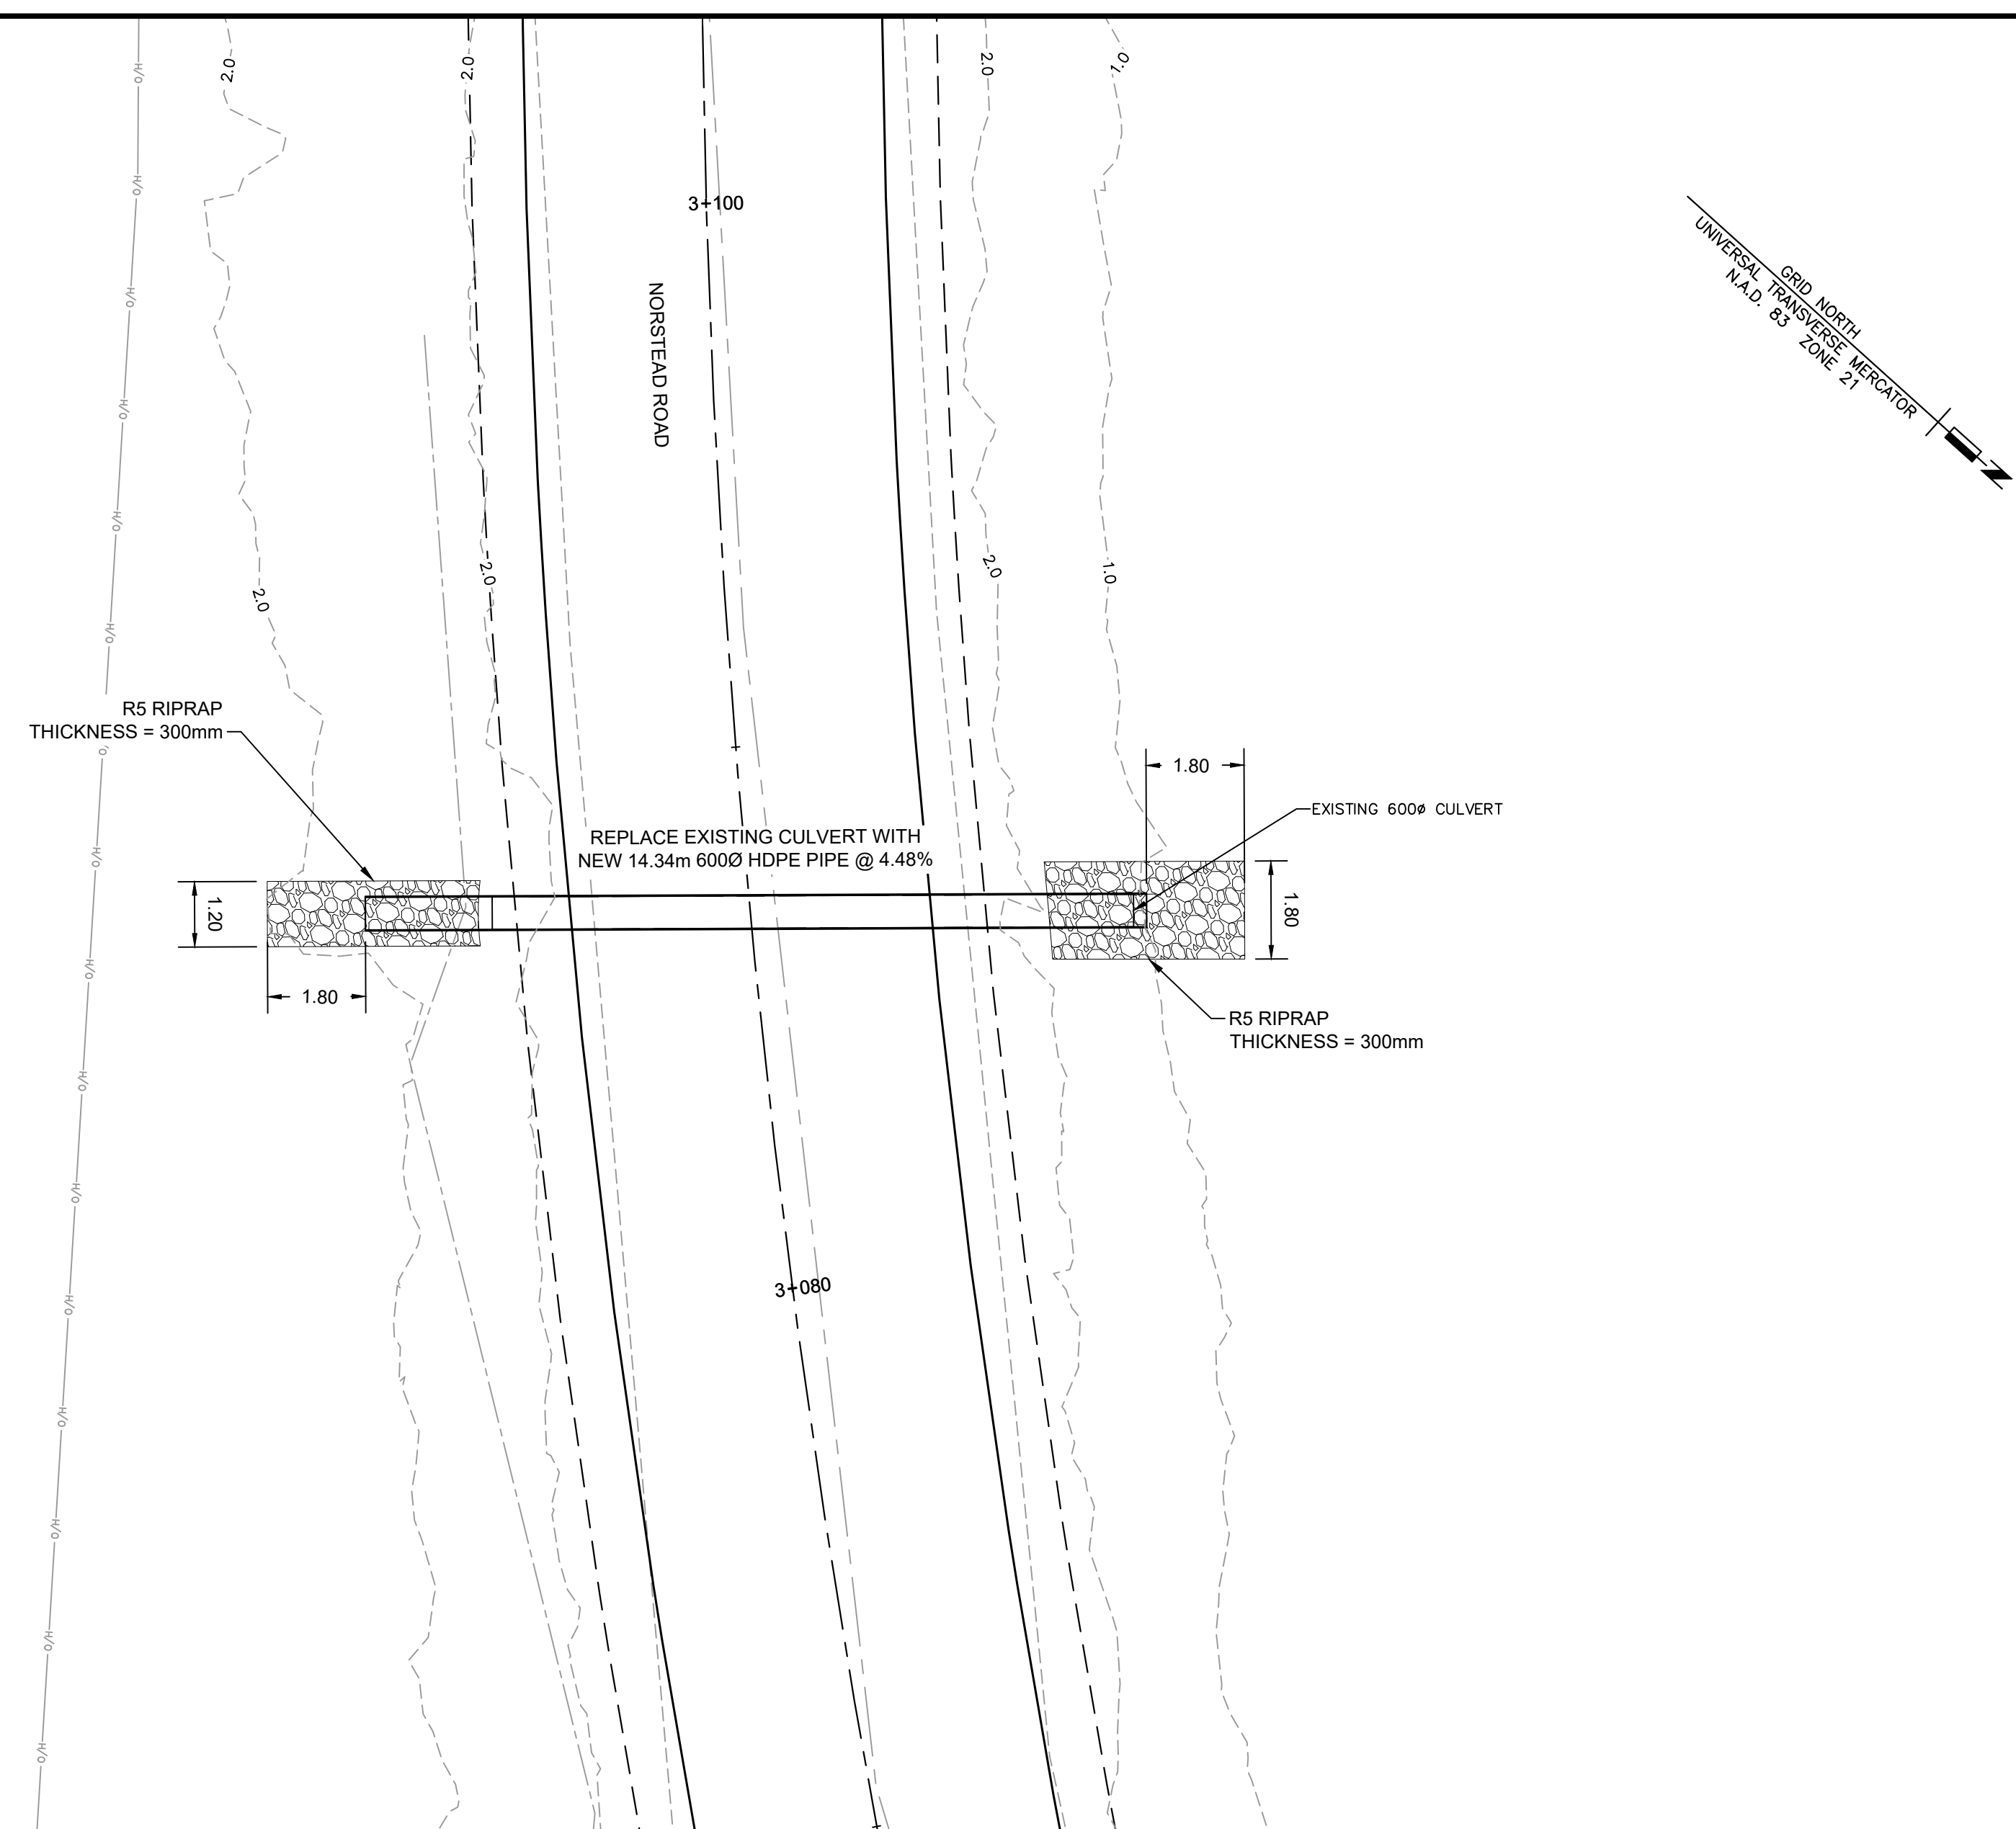 2.0
2.0
2.0
1.0
H/O
H/O
3+100
NORSTEAD ROAD
GRID NORTH
UNIVERSAL TRANSVERSE MERCATOR
N.A.D. 83 ZONE 21
N
H/O
H/O
H/O
2.0
2.0
2.0
1.0
H/O
R5 RIPRAP
THICKNESS = 300mm
H/O
1.80
EXISTING 600ø CULVERT
REPLACE EXISTING CULVERT WITH
NEW 14.34m 600Ø HDPE PIPE @ 4.48%
H/O
1.20
1.80
H/O
1.80
R5 RIPRAP
THICKNESS = 300mm
H/O
H/O
3+080
H/O
H/O
H/O
H/O
H/O